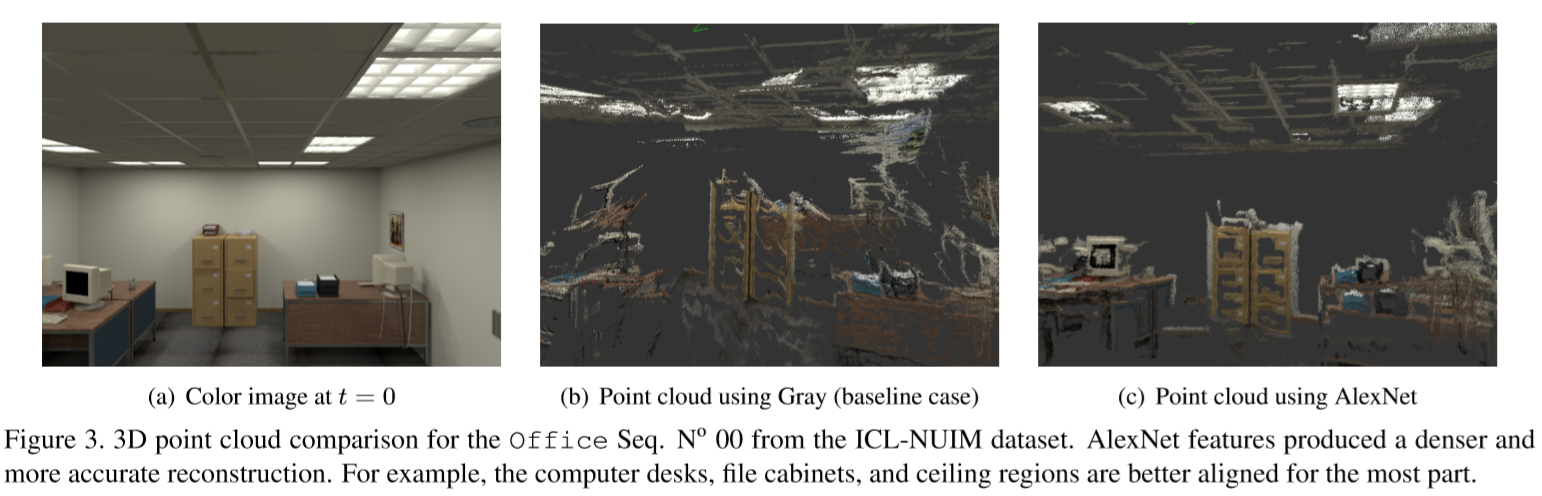 (a) Color image at t = 0
(b) Point cloud using Gray (baseline case)
(c) Point cloud using AlexNet
Figure 3. 3D point cloud comparison for the Office Seq. Nº 00 from the ICL-NUIM dataset. AlexNet features produced a denser and
more accurate reconstruction. For example, the computer desks, file cabinets, and ceiling regions are better aligned for the most part.